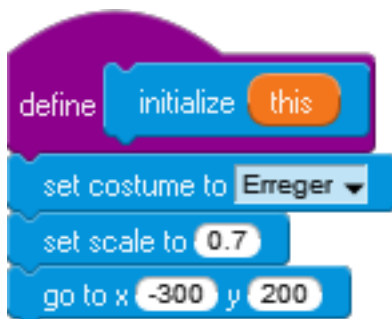 define initialize this
set costume to Erreger
set scale to 0.7
go to x -300 y 200